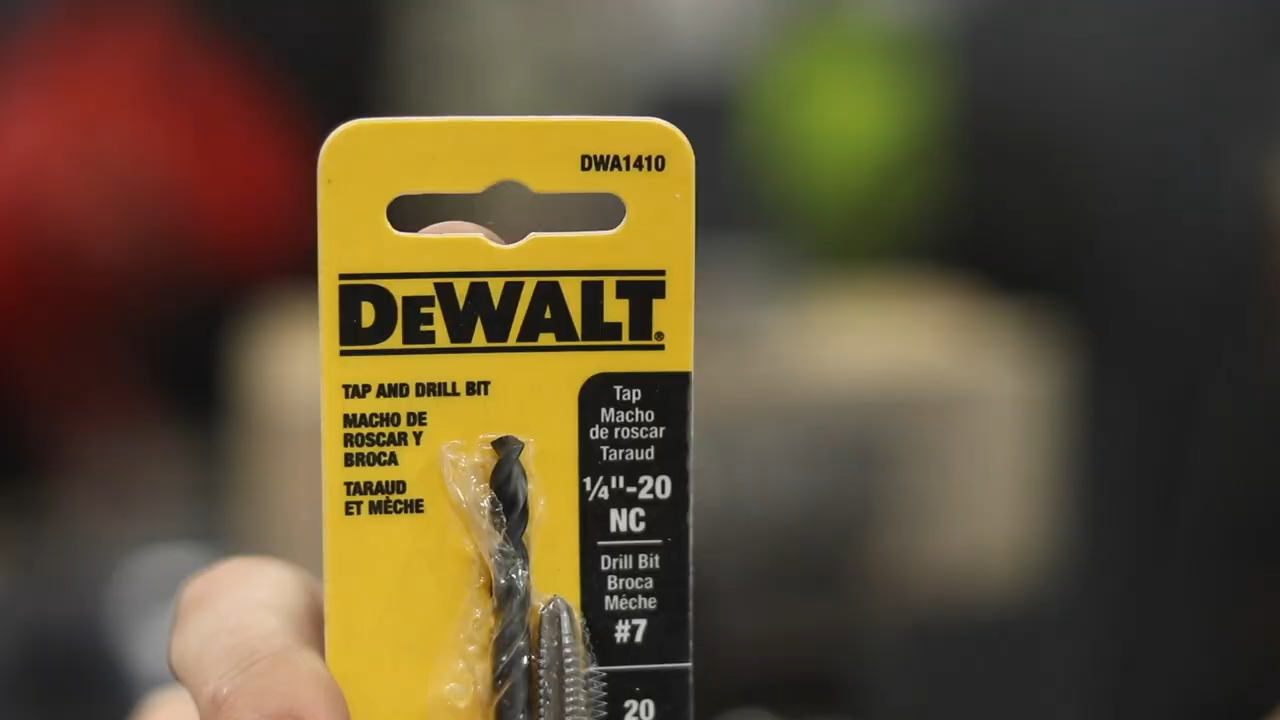 DWA1410
DEWALT®
TAP AND DRILL BIT
MACHO DE
ROSCAR Y
BROCA
TARAUD
ET MÈCHE
Tap
Macho
de roscar
Taraud
¼"-20
NC
Drill Bit
Broca
Méche
#7
20